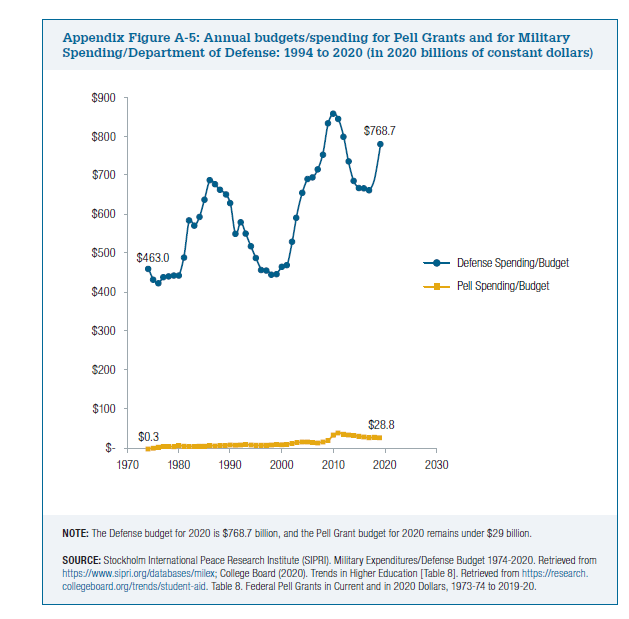 Appendix Figure A-5: Annual budgets/spending for Pell Grants and for Military
Spending/Department of Defense: 1994 to 2020 (in 2020 billions of constant dollars)
$900
$800
$768.7
$700
$600
$500
$463.0
$400
$300
$200
$100
$0.3
$28.8
$-
1970 1980 1990 2000 2010 2020 2030
Defense Spending/Budget
Pell Spending/Budget
NOTE: The Defense budget for 2020 is $768.7 billion, and the Pell Grant budget for 2020 remains under $29 billion.
SOURCE: Stockholm International Peace Research Institute (SIPRI). Military Expenditures/Defense Budget 1974-2020. Retrieved from
https://www.sipri.org/databases/milex; College Board (2020). Trends in Higher Education [Table 8]. Retrieved from https://research.
collegeboard.org/trends/student-aid. Table 8. Federal Pell Grants in Current and in 2020 Dollars, 1973-74 to 2019-20.